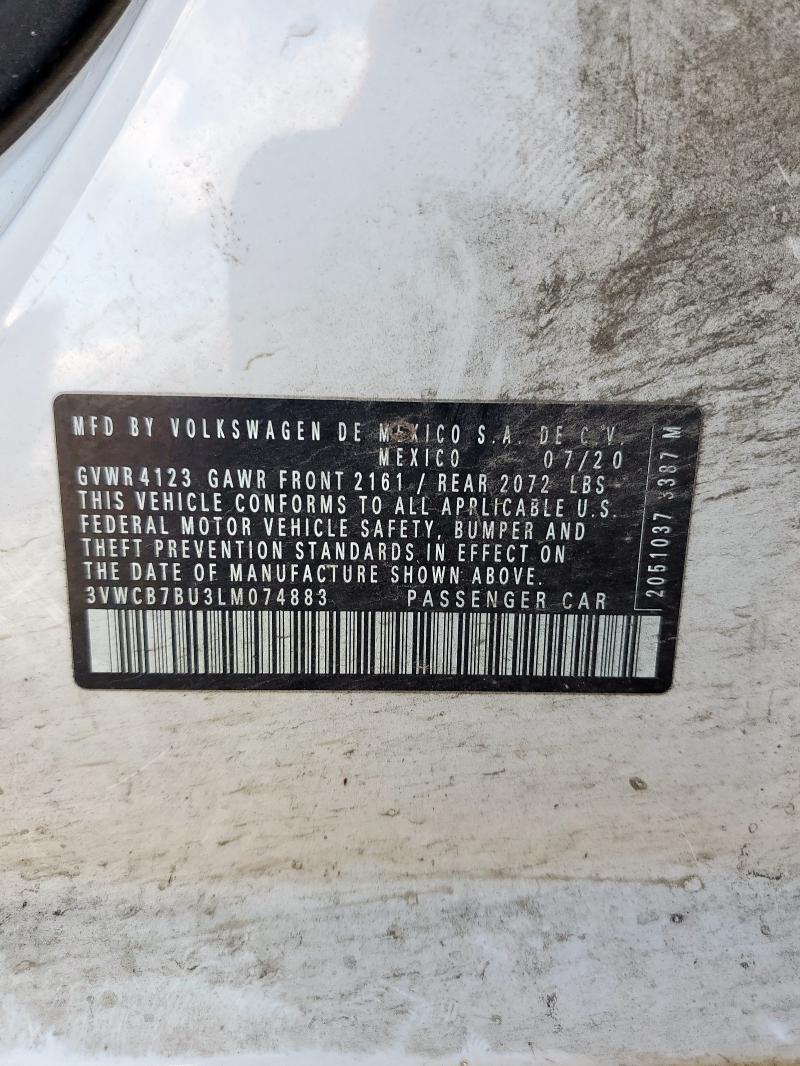 MFD BY VOLKSWAGEN DE MEXICO S.A. DE C.V.
MEXICO 07/20
GVWR 4123 GAWR FRONT 2161 / REAR 2072 LBS
THIS VEHICLE CONFORMS TO ALL APPLICABLE U.S.
FEDERAL MOTOR VEHICLE SAFETY, BUMPER AND
THEFT PREVENTION STANDARDS IN EFFECT ON
THE DATE OF MANUFACTURE SHOWN ABOVE.
3VWCB7BU3LM074883 PASSENGER CAR
2051037 3387 M